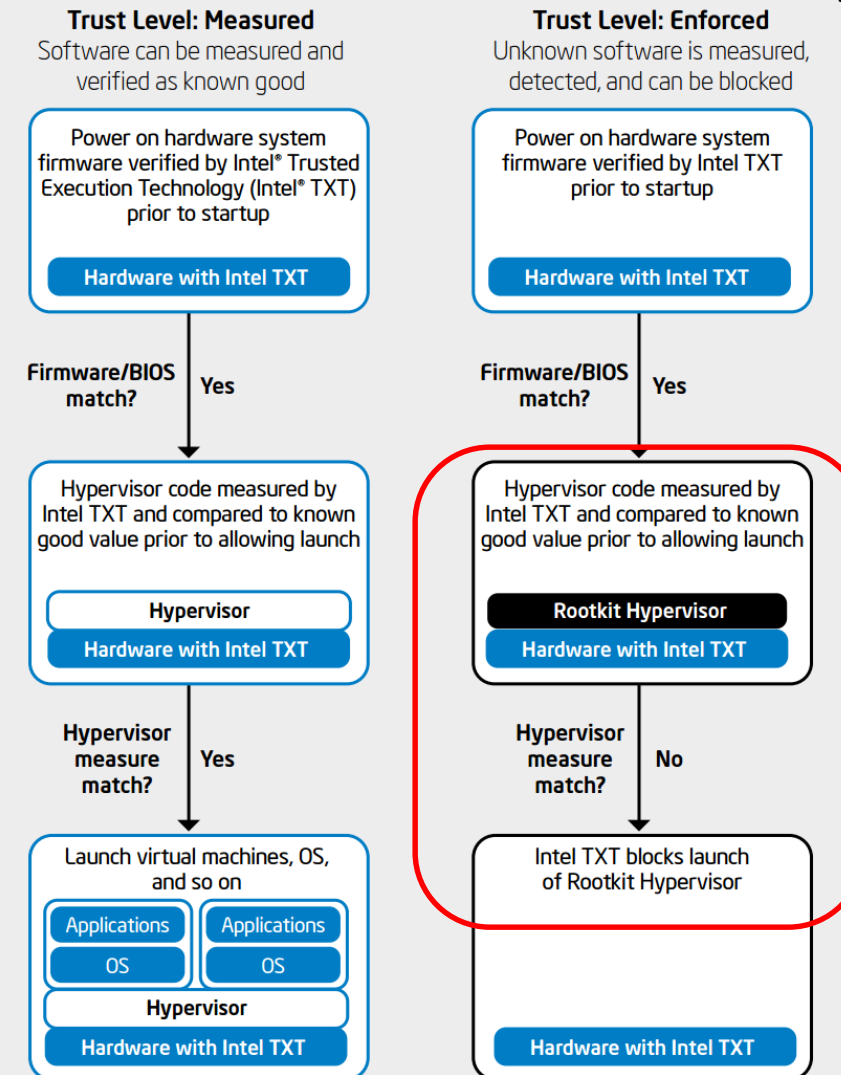 Trust Level: Measured
Software can be measured and
verified as known good
Power on hardware system
firmware verified by Intel® Trusted
Execution Technology (Intel® TXT)
prior to startup
Hardware with Intel TXT
Firmware/BIOS
match?
Yes
Hypervisor code measured by
Intel TXT and compared to known
good value prior to allowing launch
Hypervisor
Hardware with Intel TXT
Hypervisor
measure
match?
Yes
Launch virtual machines, OS,
and so on
Applications
OS
Applications
OS
Hypervisor
Hardware with Intel TXT
Trust Level: Enforced
Unknown software is measured,
detected, and can be blocked
Power on hardware system
firmware verified by Intel TXT
prior to startup
Hardware with Intel TXT
Firmware/BIOS
match?
Yes
Hypervisor code measured by
Intel TXT and compared to known
good value prior to allowing launch
Rootkit Hypervisor
Hardware with Intel TXT
Hypervisor
measure
match?
No
Intel TXT blocks launch
of Rootkit Hypervisor
Hardware with Intel TXT